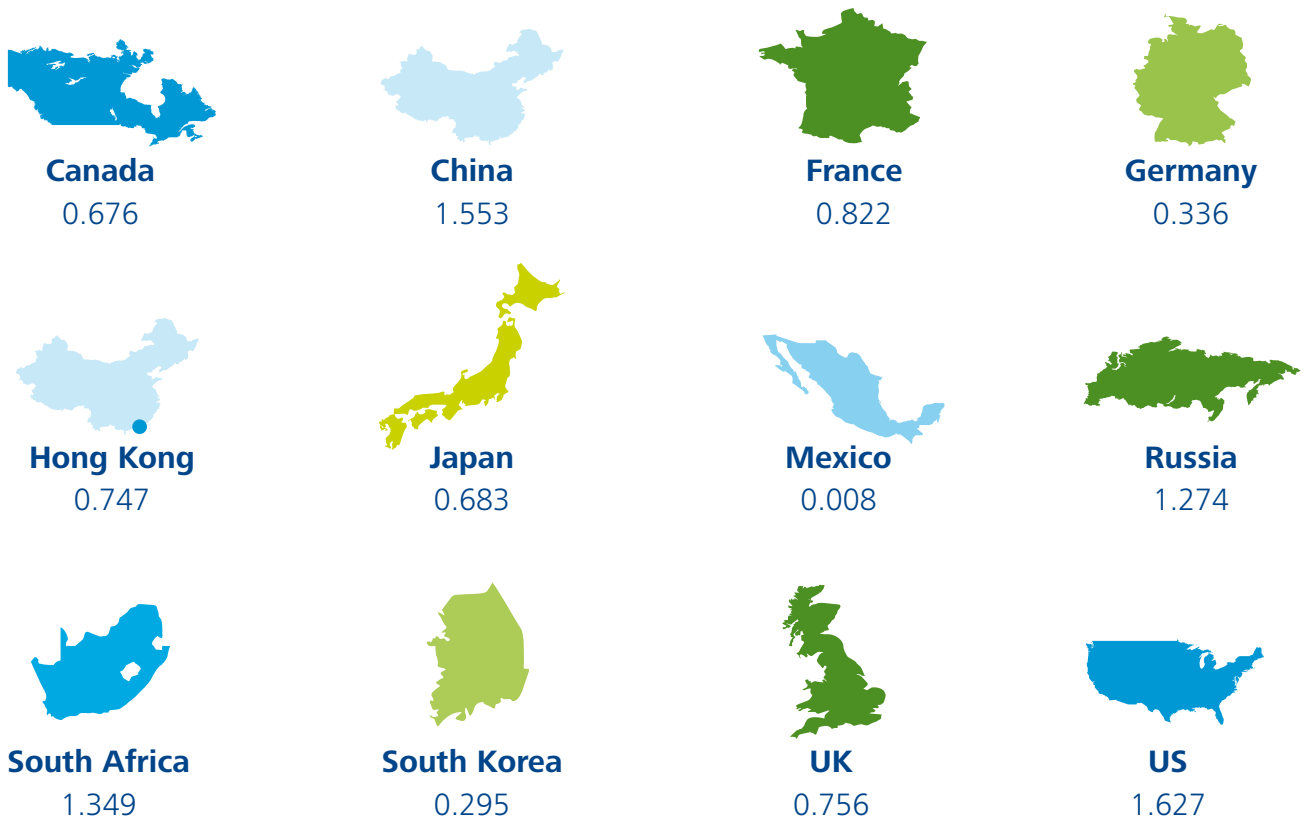 Canada
0.676
China
1.553
France
0.822
Germany
0.336
Hong Kong
0.747
Japan
0.683
Mexico
0.008
Russia
1.274
South Africa
1.349
South Korea
0.295
UK
0.756
US
1.627